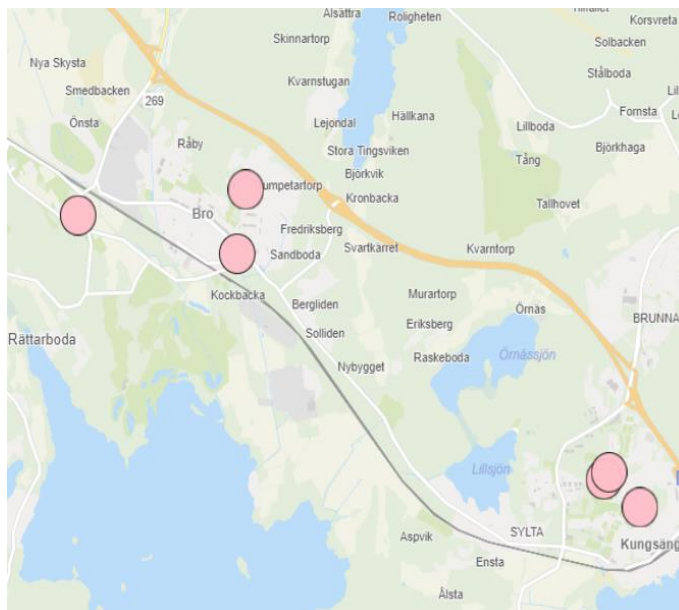 Alsättra
Roligheten
Korsvreta
Skinnartorp
Solbacken
Nya Skysta
Stålboda
Smedbacken
Kvarnstugan
269
Hällkana
Fornsta
Önsta
Lejondal
Lillboda
Råby
Stora Tingsviken
Björkhaga
Tång
Björkvik
umpetartorp
Kronbacka
Tallhovet
Bro
Fredriksberg
Svartkärret
Kvarntorp
Sandboda
Kockbacka
Murartorp
Bergliden
Örnäs
BRUNNA
Eriksberg
Solliden
Rättarboda
Raskeboda
Örnässjön
Nybygget
Lillsjön
SYLTA
Aspvik
Kungsäng
Ensta
Ålsta